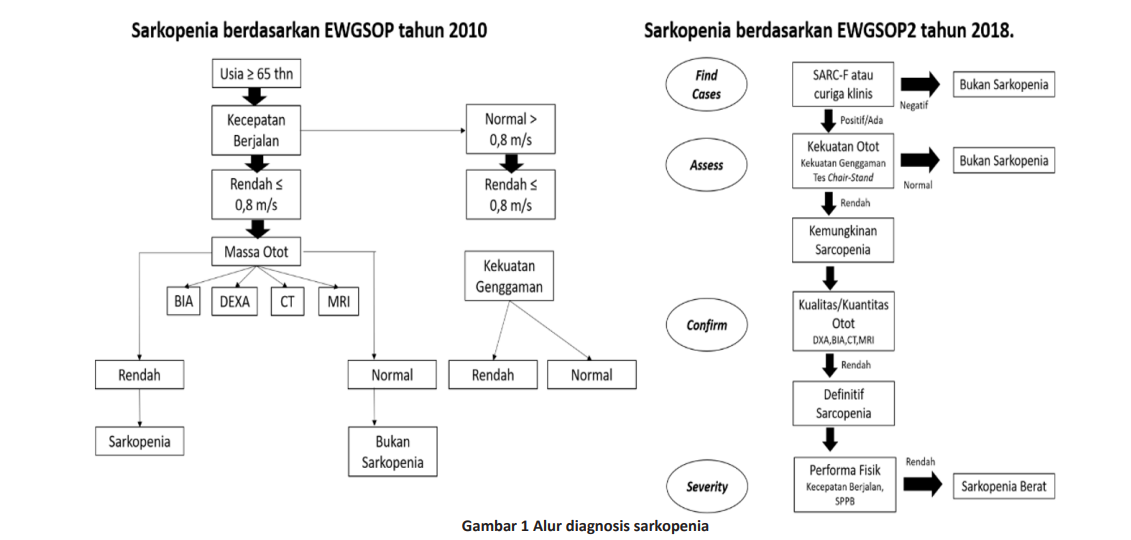 Sarkopenia berdasarkan EWGSOP tahun 2010
Usia ≥ 65 thn
Kecepatan
Berjalan
Normal >
0,8 m/s
Rendah ≤
0,8 m/s
Rendah ≤
0,8 m/s
Massa Otot
Kekuatan
Genggaman
BIA
DEXA
CT
MRI
Rendah
Normal
Rendah
Normal
Sarkopenia
Bukan
Sarkopenia
Sarkopenia berdasarkan EWGSOP2 tahun 2018.
Find
Cases
SARC-F atau
curiga klinis
Negatif
Bukan Sarkopenia
Positif/Ada
Assess
Kekuatan Otot
Kekuatan Genggaman
Tes Chair-Stand
Normal
Bukan Sarkopenia
Rendah
Kemungkinan
Sarcopenia
Confirm
Kualitas/Kuantitas
Otot
DXA,BIA,CT,MRI
Rendah
Definitif
Sarcopenia
Severity
Performa Fisik
Kecepatan Berjalan,
SPPB
Rendah
Sarkopenia Berat
Gambar 1 Alur diagnosis sarkopenia